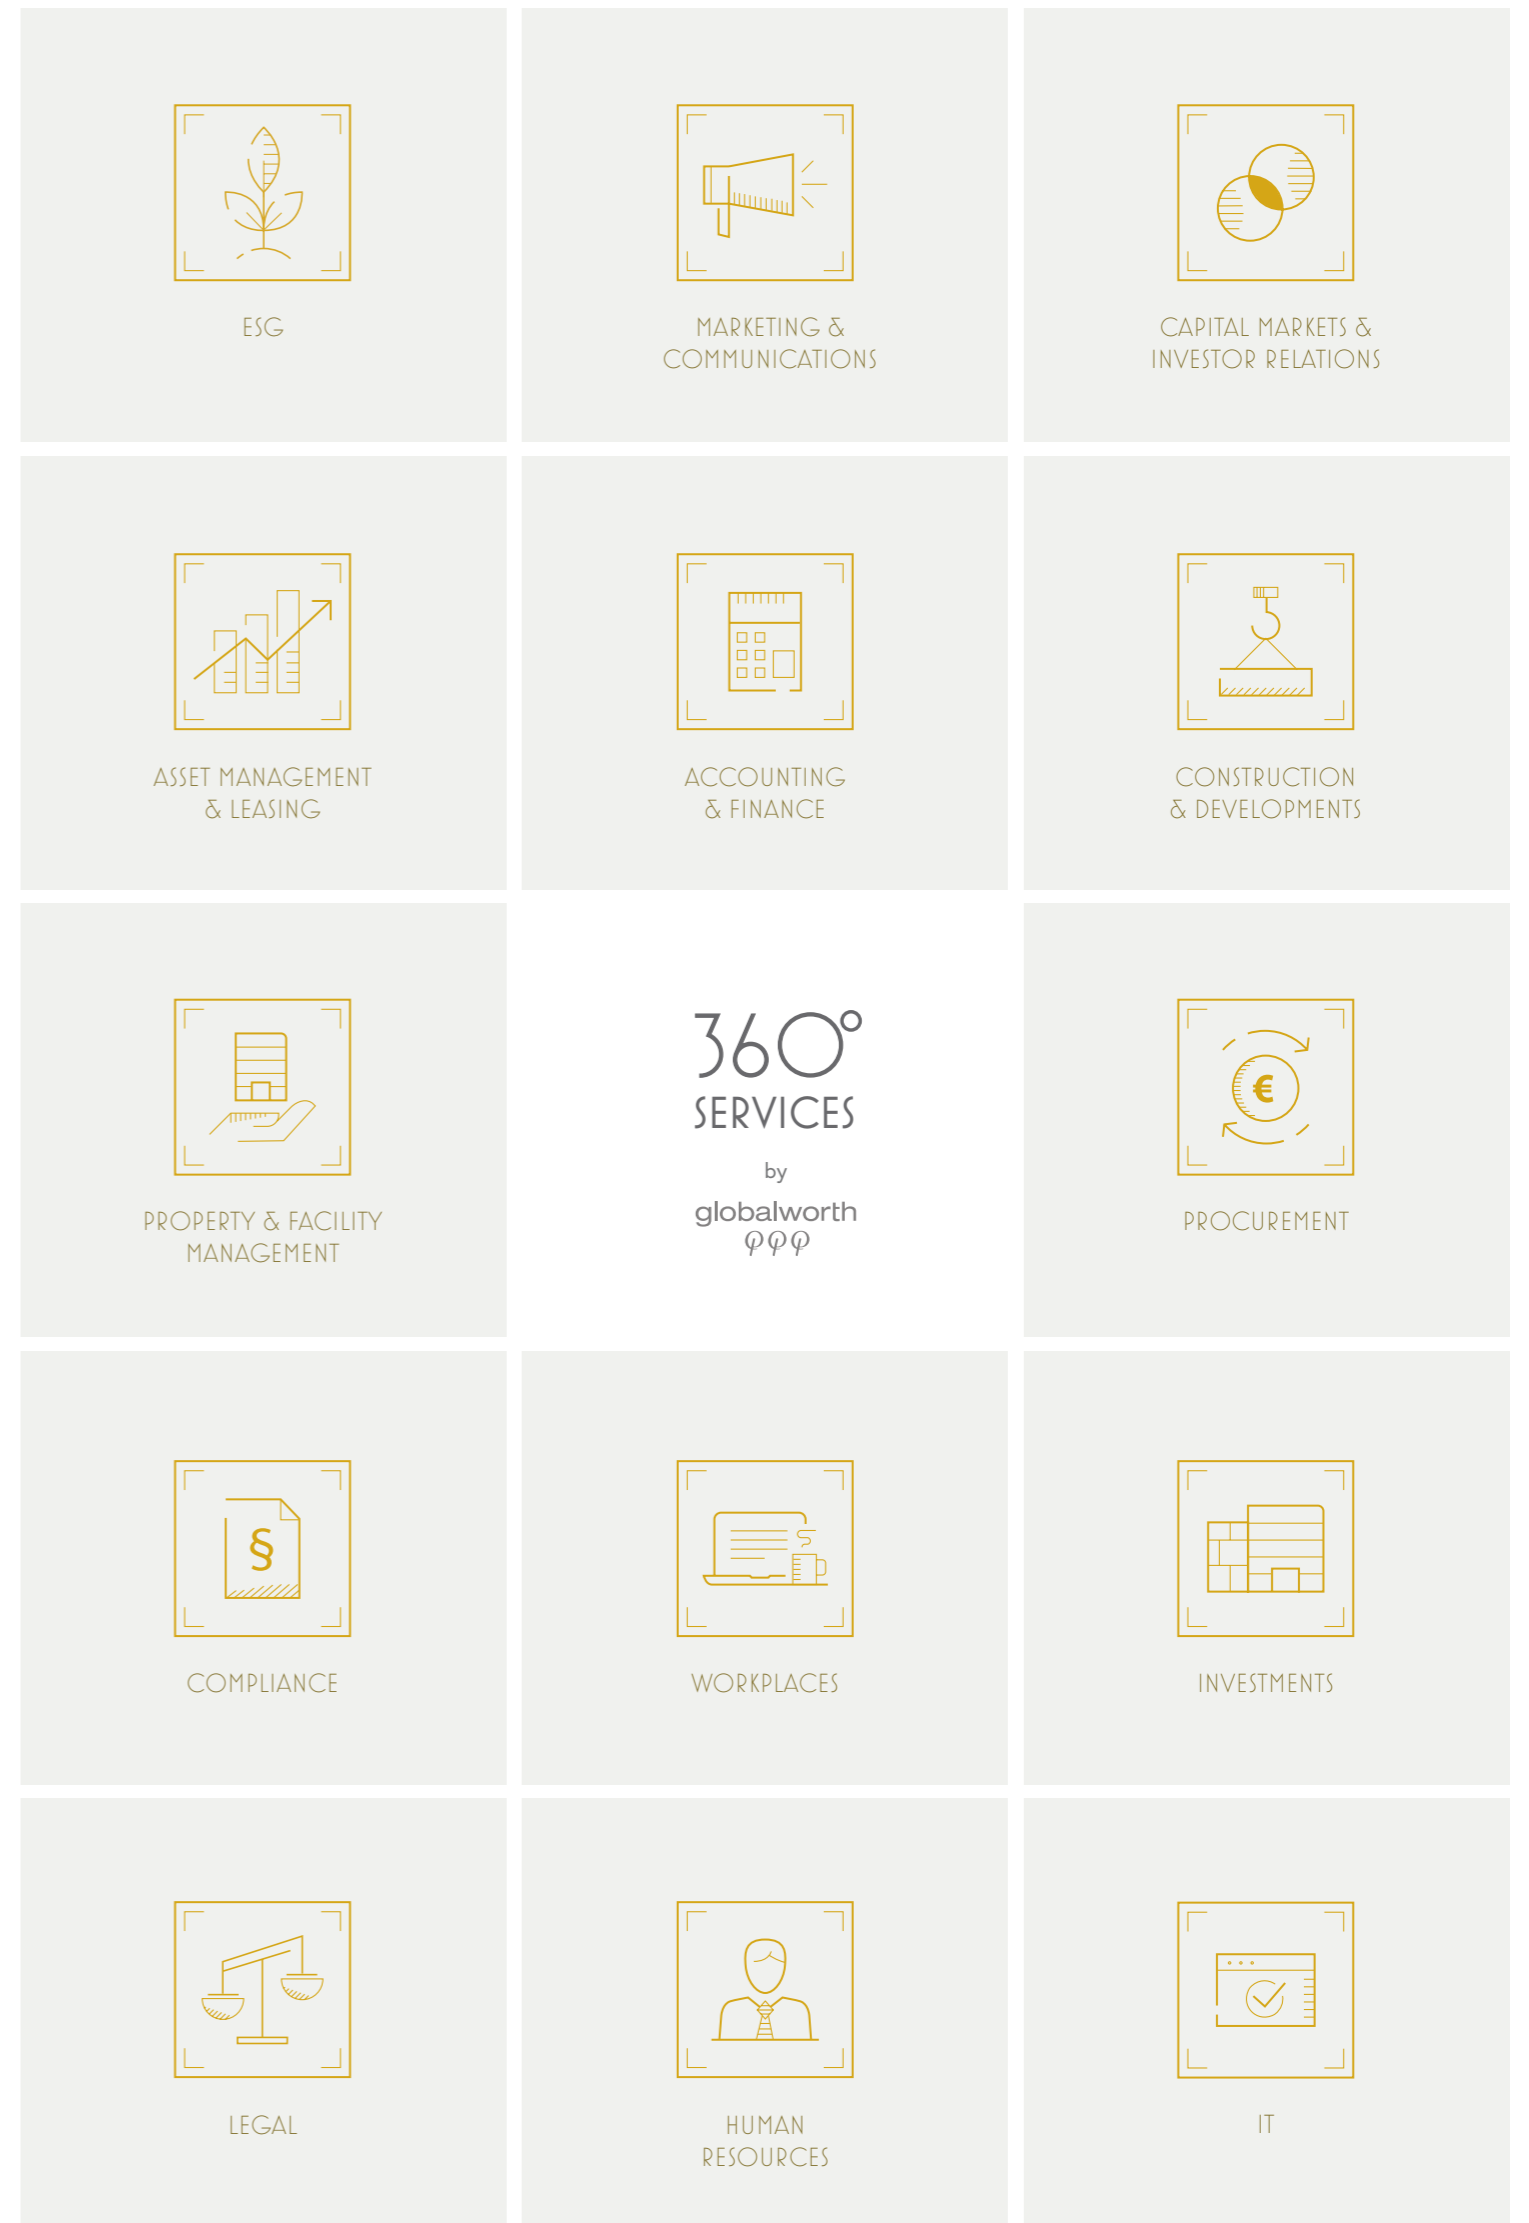 ESG
MARKETING &
COMMUNICATIONS
CAPITAL MARKETS &
INVESTOR RELATIONS
ASSET MANAGEMENT
& LEASING
ACCOUNTING
& FINANCE
CONSTRUCTION
& DEVELOPMENTS
PROPERTY & FACILITY
MANAGEMENT
360°
SERVICES
by
globalworth
φφφ
€
PROCUREMENT
§
COMPLIANCE
WORKPLACES
INVESTMENTS
LEGAL
HUMAN
RESOURCES
IT